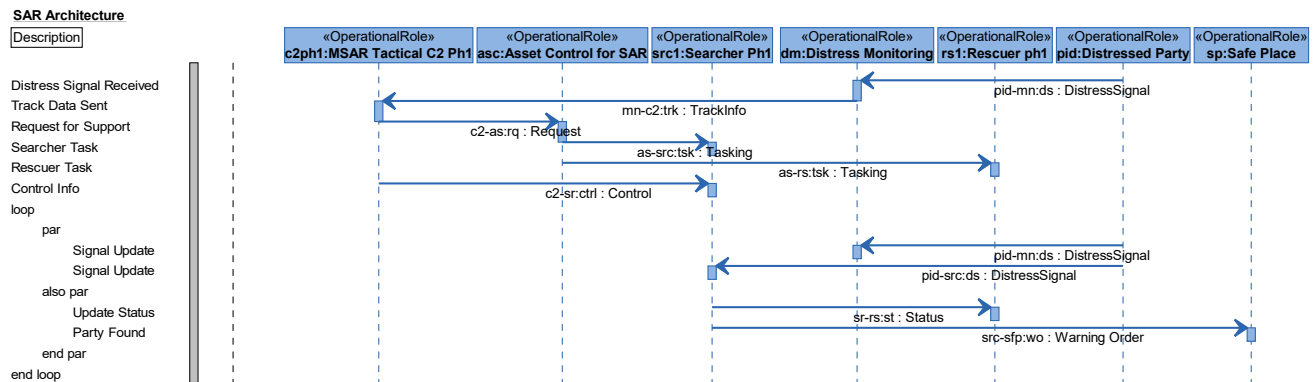 SAR Architecture
Description
«OperationalRole» «OperationalRole» «OperationalRole» «OperationalRole» «OperationalRole» «OperationalRole» «OperationalRole»
c2ph1:MSAR Tactical C2 Ph1 asc:Asset Control for SAR src1:Searcher Ph1 dm:Distress Monitoring rs1:Rescuer ph1 pid:Distressed Party sp:Safe Place
Distress Signal Received
pid-mn:ds : DistressSignal
Track Data Sent
mn-c2:trk : TrackInfo
Request for Support
c2-as:rq : Request
Searcher Task
as-src:tsk : Tasking
Rescuer Task
as-rs:tsk : Tasking
Control Info
c2-sr:ctrl : Control
loop
par
Signal Update
pid-mn:ds : DistressSignal
Signal Update
pid-src:ds : DistressSignal
also par
Update Status
sr-rs:st : Status
Party Found
src-sfp:wo : Warning Order
end par
end loop